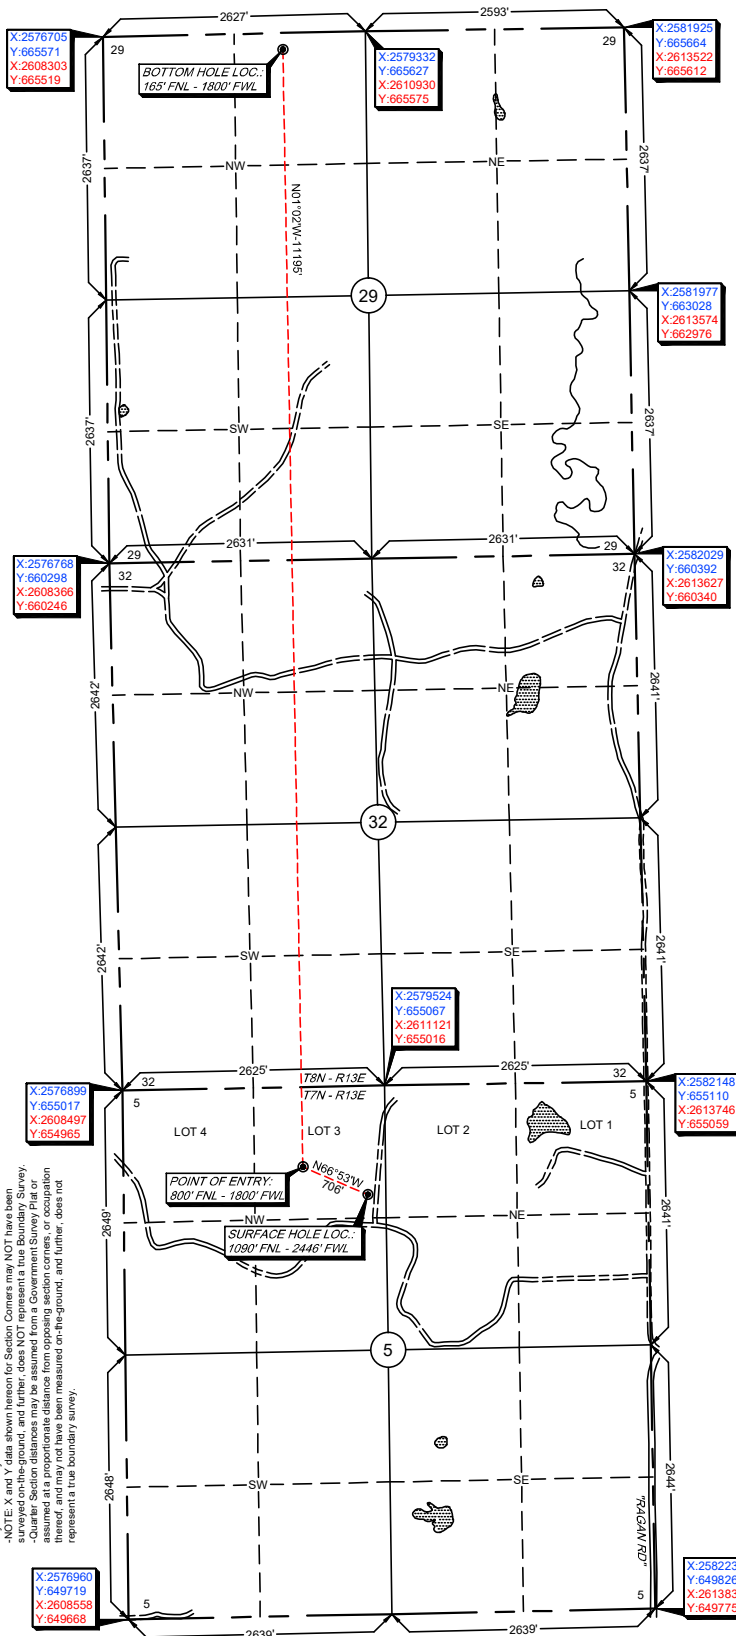 2627'
2593'
X:2576705
Y:665571
X:2608303
Y:665519
29
BOTTOM HOLE LOC.:
165' FNL - 1800' FWL
X:2579332
Y:665627
X:2610930
Y:665575
29
X:2581925
Y:665664
X:2613522
Y:665612
2637'
NW
NE
2637'
N01°02'W-11195'
29
X:2581977
Y:663028
X:2613574
Y:662976
2637'
SW
SE
2637'
2631'
2631'
X:2576768
Y:660298
X:2608366
Y:660246
29
32
29
32
X:2582029
Y:660392
X:2613627
Y:660340
2642'
NW
NE
2641'
32
2642'
SW
SE
2641'
X:2579524
Y:655067
X:2611121
Y:655016
2625'
2625'
X:2576899
Y:655017
X:2608497
Y:654965
32
5
T8N - R13E
T7N - R13E
32
5
X:2582148
Y:655110
X:2613746
Y:655059
LOT 4
LOT 3
LOT 2
LOT 1
POINT OF ENTRY:
800' FNL - 1800' FWL
N66°53'W
706'
SURFACE HOLE LOC.:
1090' FNL - 2446' FWL
2649'
NW
NE
2641'
5
-NOTE: X and Y data shown hereon for Section Corners may NOT have been
surveyed on-the-ground, and further, does NOT represent a true Boundary Survey.
-Quarter Section distances may be assumed from a Government Survey Plat or
assumed at a proportionate distance from opposing section corners, or occupation
thereof, and may not have been measured on-the-ground, and further, does not
represent a true boundary survey.
2648'
SW
SE
2644'
"RAGAN RD"
X:2576960
Y:649719
X:2608558
Y:649668
5
5
X:258223
Y:649826
X:261383
Y:649775
2639'
2639'